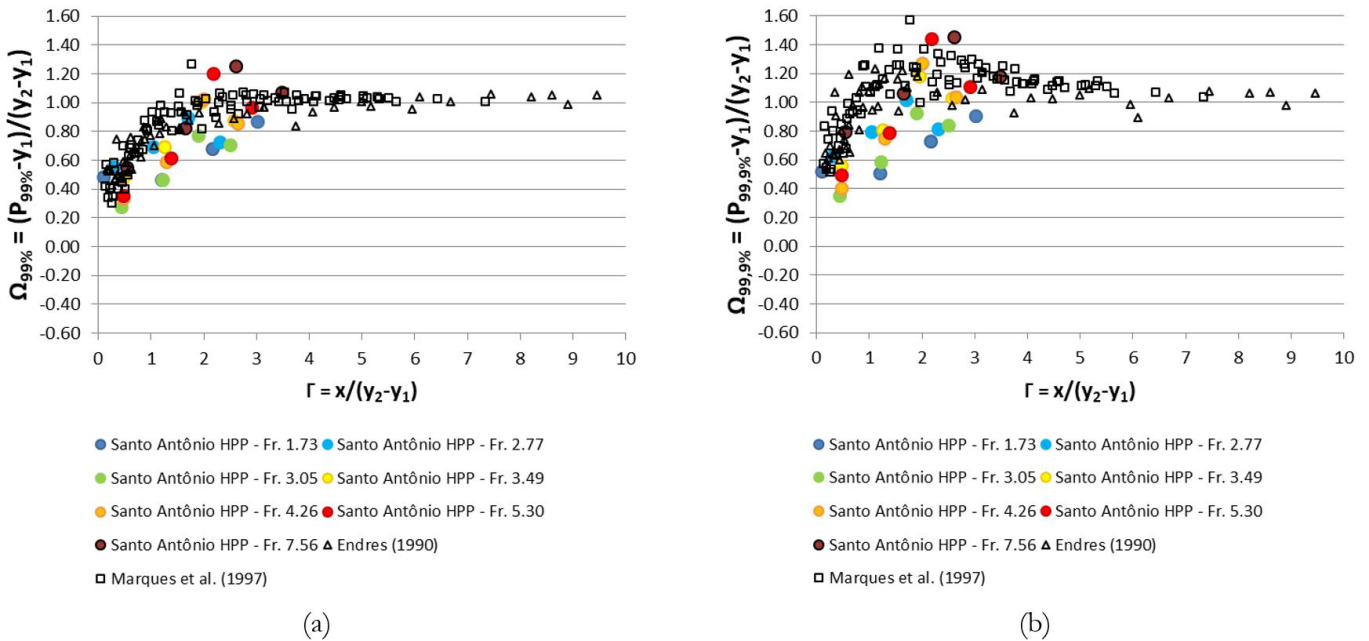 1.60
1.40
1.20
1.00
0.80
0.60
0.40
0.20
0.00
-0.20
-0.40
-0.60
Ω99% = (P99%-y1)/(y2-y1)
0 1 2 3 4 5 6 7 8 9 10
Γ = x/(y2-y1)
Santo Antônio HPP - Fr. 1.73 Santo Antônio HPP - Fr. 2.77
Santo Antônio HPP - Fr. 3.05 Santo Antônio HPP - Fr. 3.49
Santo Antônio HPP - Fr. 4.26 Santo Antônio HPP - Fr. 5.30
Santo Antônio HPP - Fr. 7.56 Endres (1990)
Marques et al. (1997)
(a)
1.60
1.40
1.20
1.00
0.80
0.60
0.40
0.20
0.00
-0.20
-0.40
-0.60
Ω99,9% = (P99,9%-y1)/(y2-y1)
0 1 2 3 4 5 6 7 8 9 10
Γ = x/(y2-y1)
Santo Antônio HPP - Fr. 1.73 Santo Antônio HPP - Fr. 2.77
Santo Antônio HPP - Fr. 3.05 Santo Antônio HPP - Fr. 3.49
Santo Antônio HPP - Fr. 4.26 Santo Antônio HPP - Fr. 5.30
Santo Antônio HPP - Fr. 7.56 Endres (1990)
Marques et al. (1997)
(b)